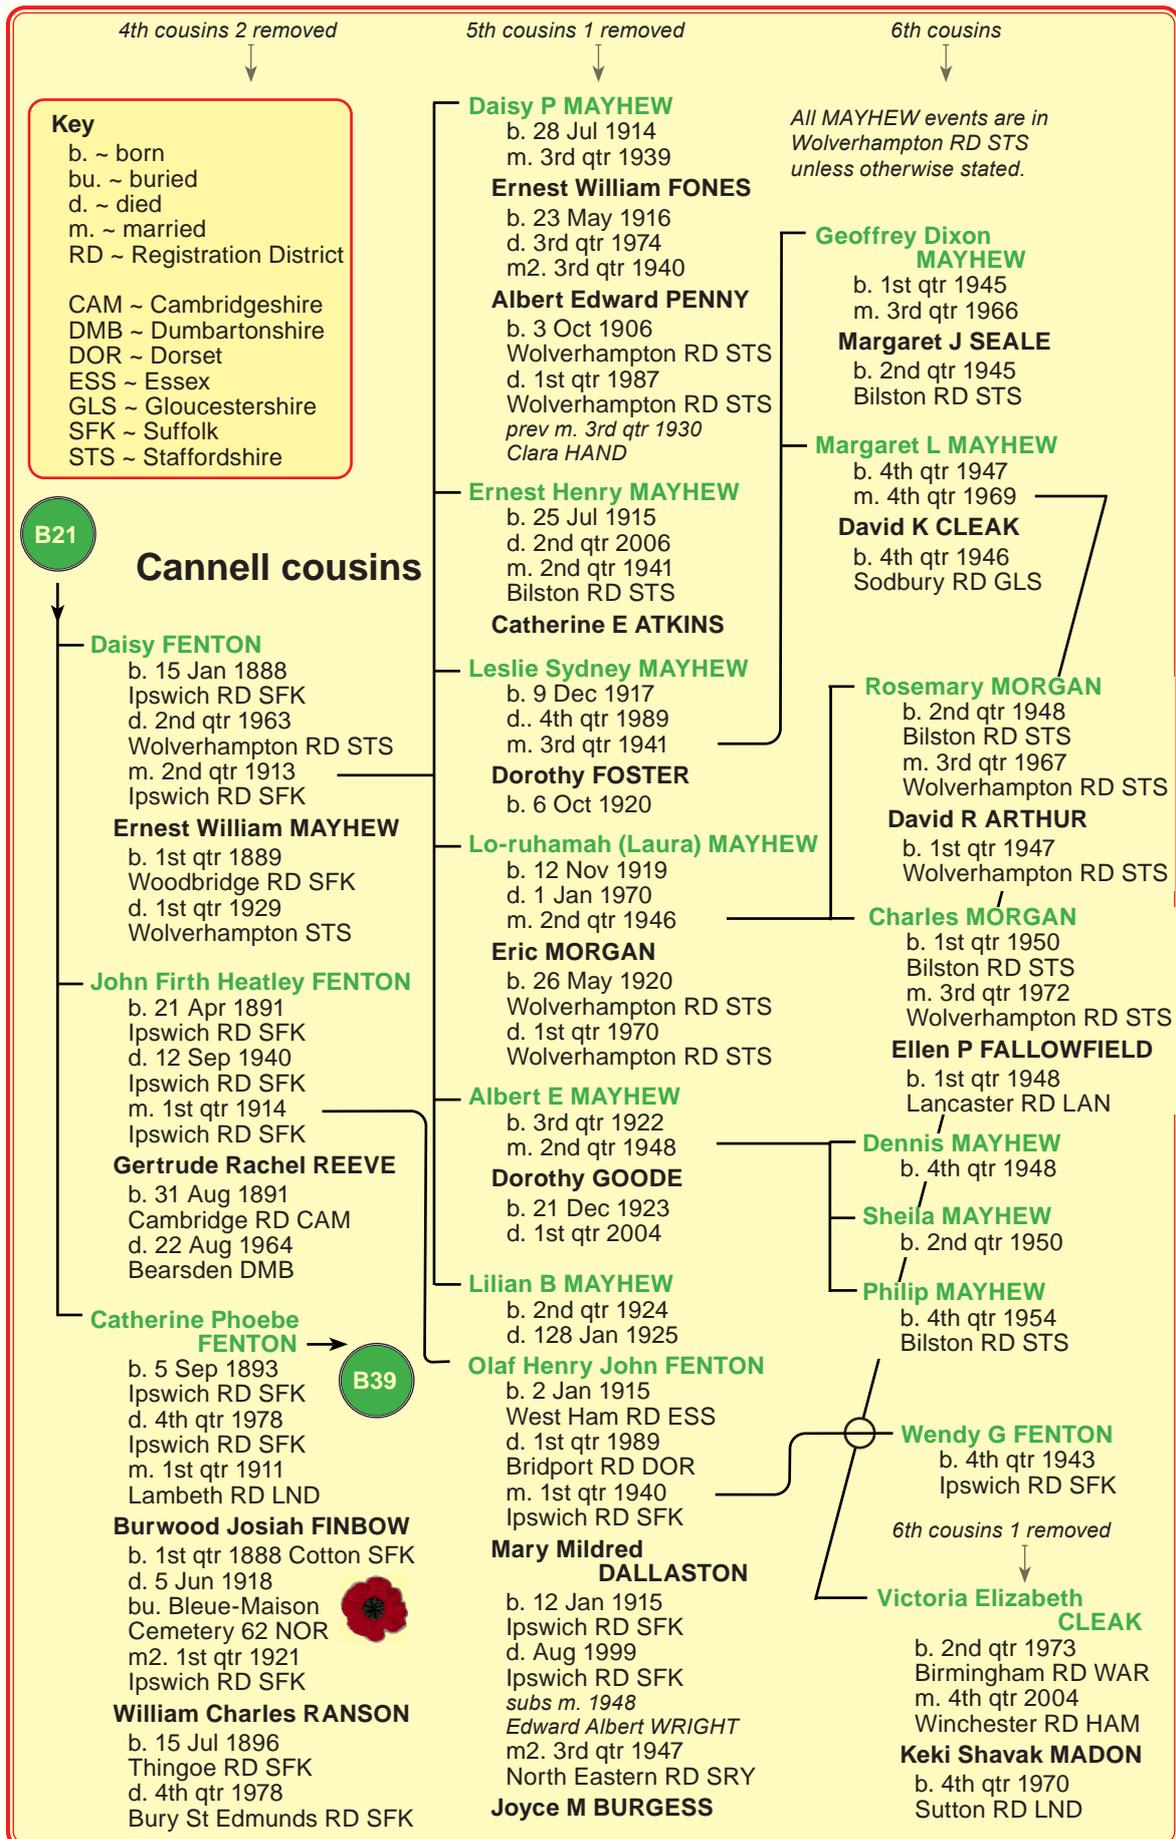 4th cousins 2 removed
5th cousins 1 removed
6th cousins
Key
b. ~ born
bu. ~ buried
d. ~ died
m. ~ married
RD ~ Registration District
CAM ~ Cambridgeshire
DMB ~ Dumbartonshire
DOR ~ Dorset
ESS ~ Essex
GLS ~ Gloucestershire
SFK ~ Suffolk
STS ~ Staffordshire
B21
Cannell cousins
Daisy FENTON
b. 15 Jan 1888
Ipswich RD SFK
d. 2nd qtr 1963
Wolverhampton RD STS
m. 2nd qtr 1913
Ipswich RD SFK
Ernest William MAYHEW
b. 1st qtr 1889
Woodbridge RD SFK
d. 1st qtr 1929
Wolverhampton STS
John Firth Heatley FENTON
b. 21 Apr 1891
Ipswich RD SFK
d. 12 Sep 1940
Ipswich RD SFK
m. 1st qtr 1914
Ipswich RD SFK
Gertrude Rachel REEVE
b. 31 Aug 1891
Cambridge RD CAM
d. 22 Aug 1964
Bearsden DMB
Catherine Phoebe
FENTON
B39
b. 5 Sep 1893
Ipswich RD SFK
d. 4th qtr 1978
Ipswich RD SFK
m. 1st qtr 1911
Lambeth RD LND
Burwood Josiah FINBOW
b. 1st qtr 1888 Cotton SFK
d. 5 Jun 1918
bu. Bleue-Maison
Cemetery 62 NOR
m2. 1st qtr 1921
Ipswich RD SFK
William Charles RANSON
b. 15 Jul 1896
Thingoe RD SFK
d. 4th qtr 1978
Bury St Edmunds RD SFK
Daisy P MAYHEW
b. 28 Jul 1914
m. 3rd qtr 1939
Ernest William FONES
b. 23 May 1916
d. 3rd qtr 1974
m2. 3rd qtr 1940
Albert Edward PENNY
b. 3 Oct 1906
Wolverhampton RD STS
d. 1st qtr 1987
Wolverhampton RD STS
prev m. 3rd qtr 1930
Clara HAND
Ernest Henry MAYHEW
b. 25 Jul 1915
d. 2nd qtr 2006
m. 2nd qtr 1941
Bilston RD STS
Catherine E ATKINS
Leslie Sydney MAYHEW
b. 9 Dec 1917
d.. 4th qtr 1989
m. 3rd qtr 1941
Dorothy FOSTER
b. 6 Oct 1920
Lo-ruhamah (Laura) MAYHEW
b. 12 Nov 1919
d. 1 Jan 1970
m. 2nd qtr 1946
Eric MORGAN
b. 26 May 1920
Wolverhampton RD STS
d. 1st qtr 1970
Wolverhampton RD STS
Albert E MAYHEW
b. 3rd qtr 1922
m. 2nd qtr 1948
Dorothy GOODE
b. 21 Dec 1923
d. 1st qtr 2004
Lilian B MAYHEW
b. 2nd qtr 1924
d. 128 Jan 1925
Olaf Henry John FENTON
b. 2 Jan 1915
West Ham RD ESS
d. 1st qtr 1989
Bridport RD DOR
m. 1st qtr 1940
Ipswich RD SFK
Mary Mildred
DALLASTON
b. 12 Jan 1915
Ipswich RD SFK
d. Aug 1999
Ipswich RD SFK
subs m. 1948
Edward Albert WRIGHT
m2. 3rd qtr 1947
North Eastern RD SRY
Joyce M BURGESS
All MAYHEW events are in
Wolverhampton RD STS
unless otherwise stated.
Geoffrey Dixon
MAYHEW
b. 1st qtr 1945
m. 3rd qtr 1966
Margaret J SEALE
b. 2nd qtr 1945
Bilston RD STS
Margaret L MAYHEW
b. 4th qtr 1947
m. 4th qtr 1969
David K CLEAK
b. 4th qtr 1946
Sodbury RD GLS
Rosemary MORGAN
b. 2nd qtr 1948
Bilston RD STS
m. 3rd qtr 1967
Wolverhampton RD STS
David R ARTHUR
b. 1st qtr 1947
Wolverhampton RD STS
Charles MORGAN
b. 1st qtr 1950
Bilston RD STS
m. 3rd qtr 1972
Wolverhampton RD STS
Ellen P FALLOWFIELD
b. 1st qtr 1948
Lancaster RD LAN
Dennis MAYHEW
b. 4th qtr 1948
Sheila MAYHEW
b. 2nd qtr 1950
Philip MAYHEW
b. 4th qtr 1954
Bilston RD STS
Wendy G FENTON
b. 4th qtr 1943
Ipswich RD SFK
6th cousins 1 removed
Victoria Elizabeth
CLEAK
b. 2nd qtr 1973
Birmingham RD WAR
m. 4th qtr 2004
Winchester RD HAM
Keki Shavak MADON
b. 4th qtr 1970
Sutton RD LND